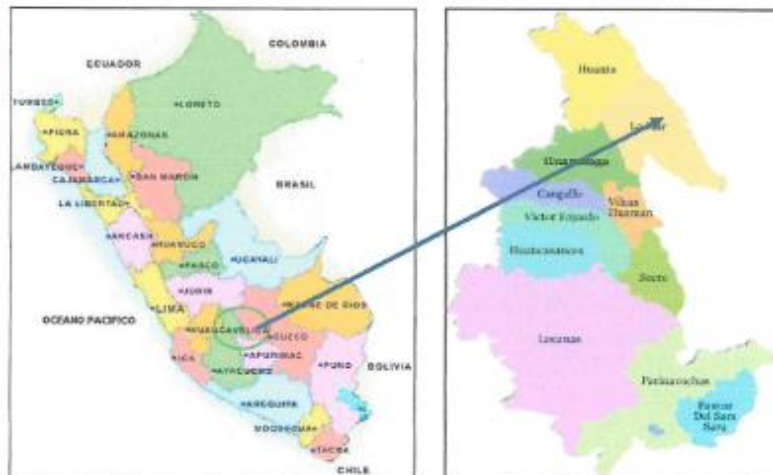 COLOMBIA
ECUADOR
LORETO
TUMBES
PIURA
AMAZONAS
LAMBAYEQUE
CAJAMARCA
SAN MARTIN
BRASIL
LA LIBERTAD
ANCASH
HUANUCO
UCAYALI
PASCO
JUNIN
LIMA
MADRE DE DIOS
OCEANO PACIFICO
HUANCAVELICA
CUZCO
ICA
APURIMAC
PUNO
BOLIVIA
AYACUCHO
AREQUIPA
MOQUEGUA
TACNA
CHILE
Huanta
La Mar
Huamanga
Cangallo
Vilcas
Huaman
Victor Fajardo
Huancasancos
Sucre
Lucanas
Parinacochas
Paucar
Del Sara
Sara